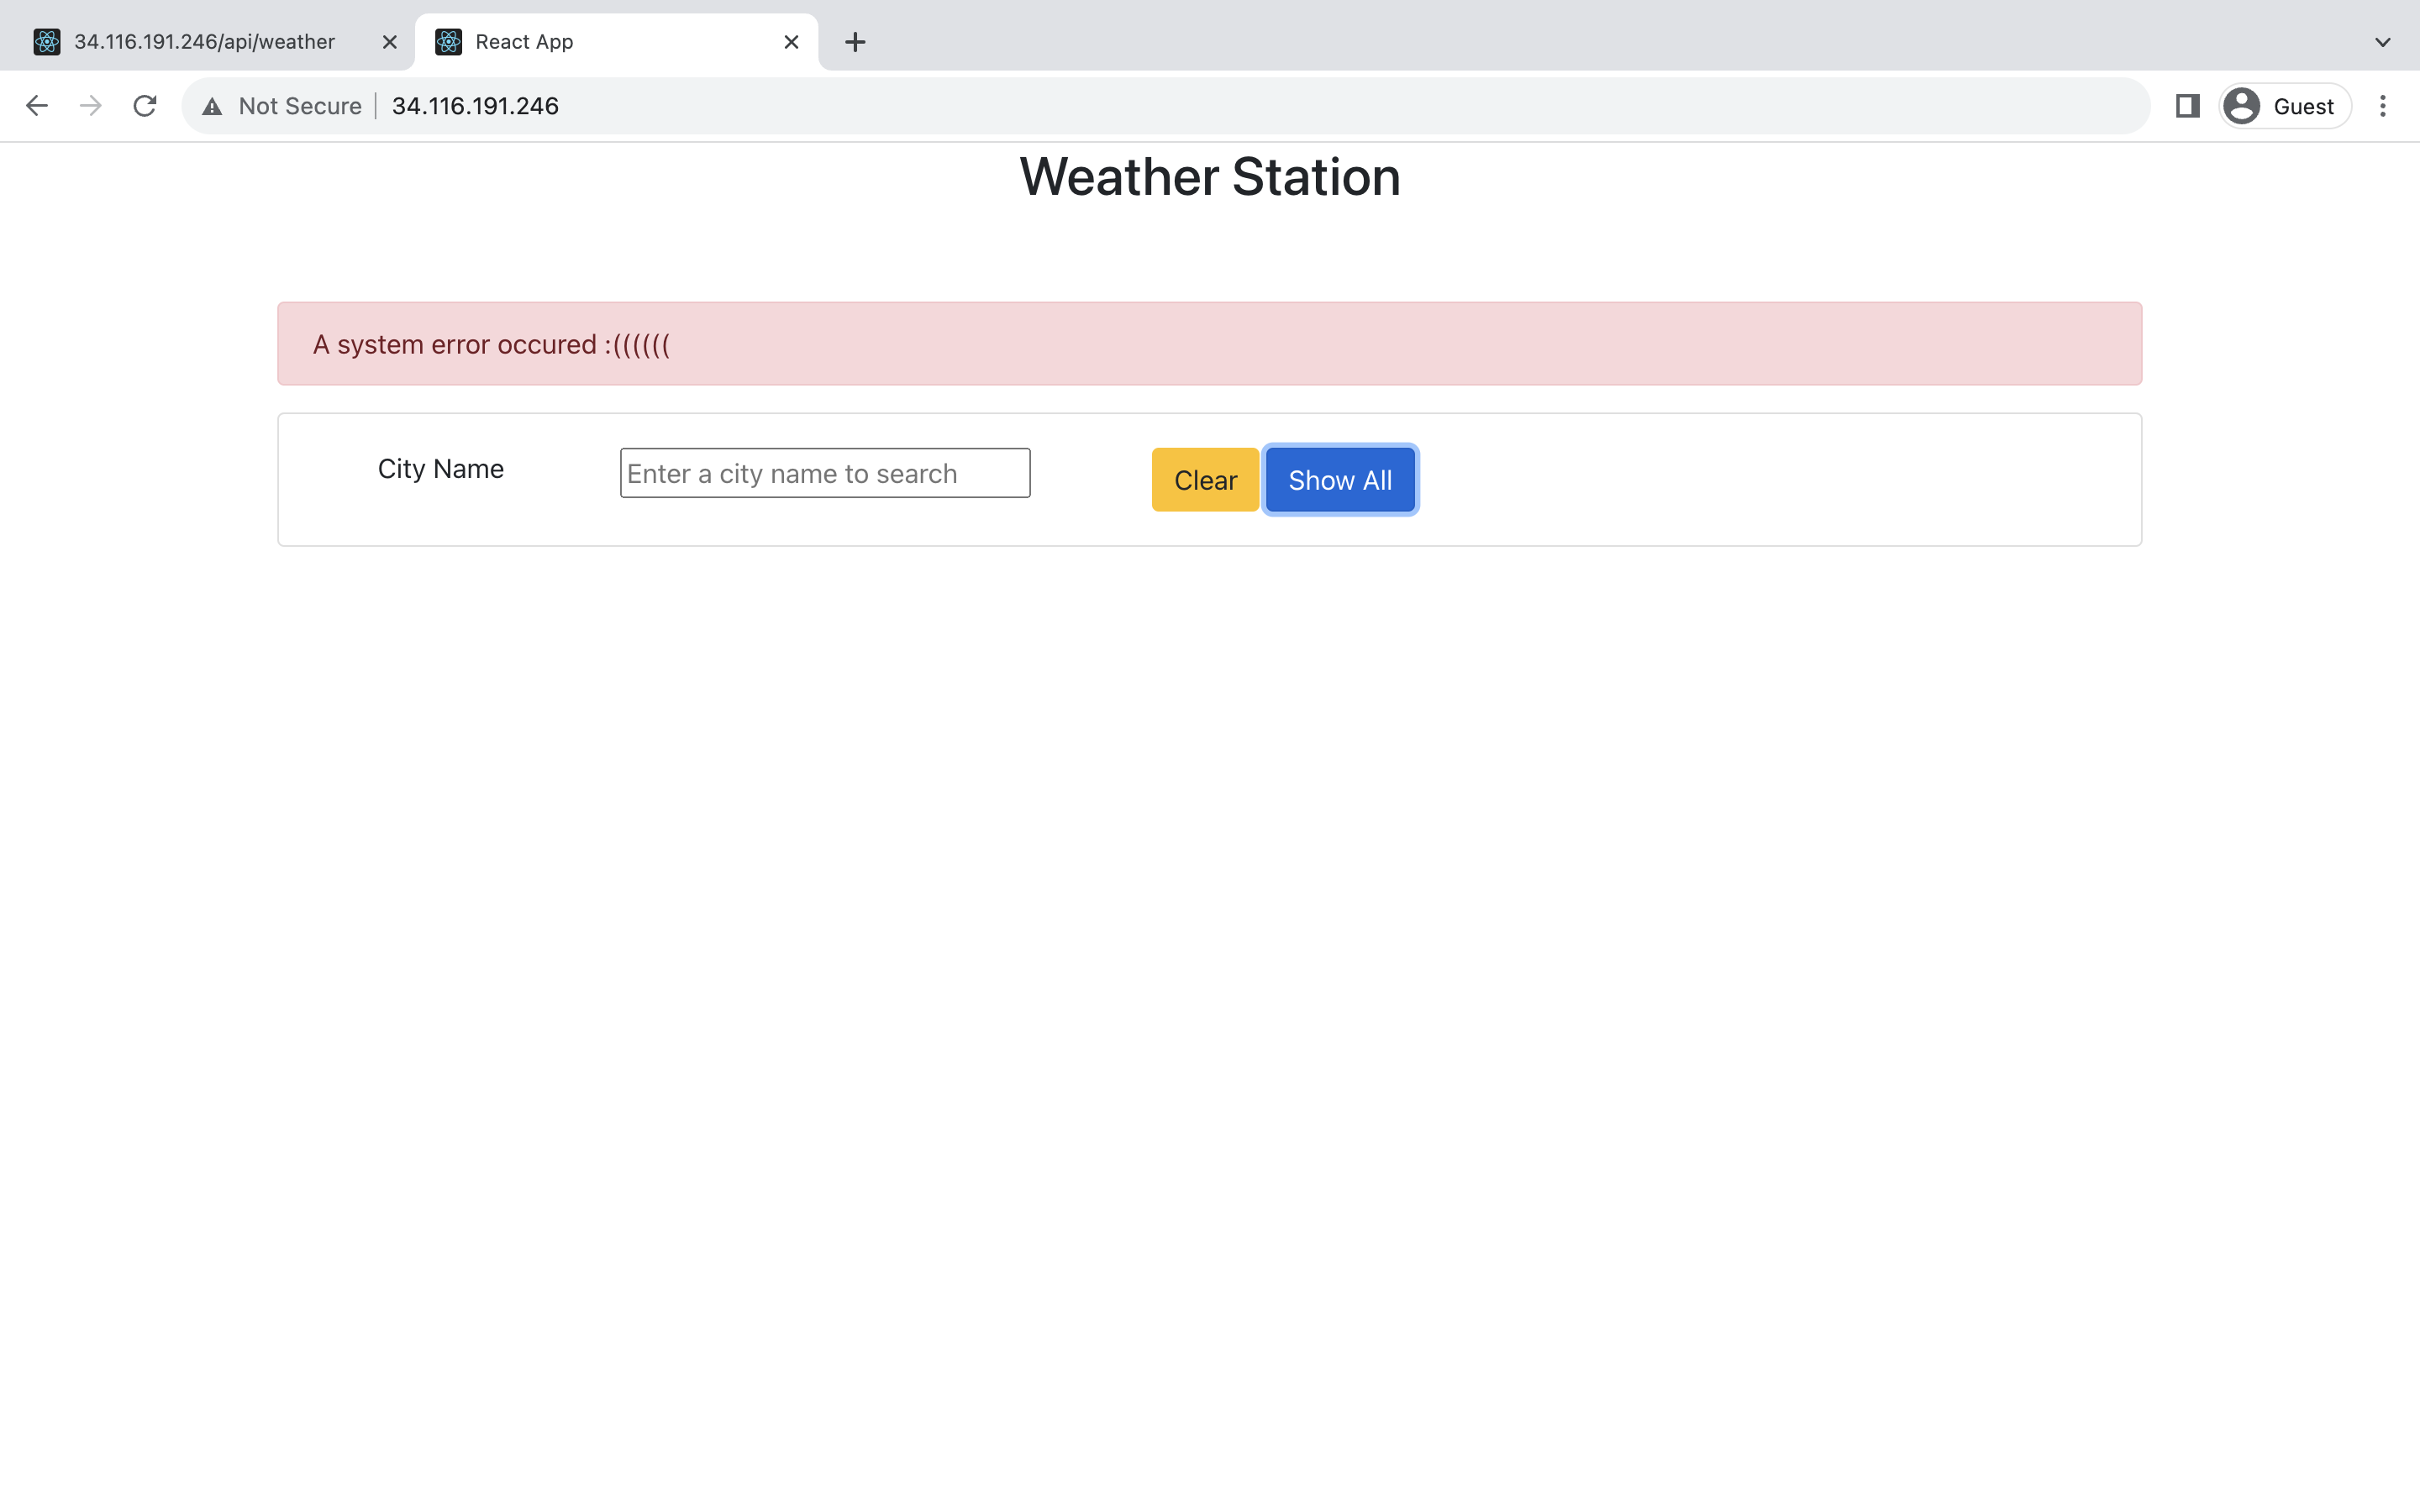 34.116.191.246/api/weather
React App
Not Secure
34.116.191.246
Guest
Weather Station
A system error occured :((((((
City Name
Enter a city name to search
Clear
Show All